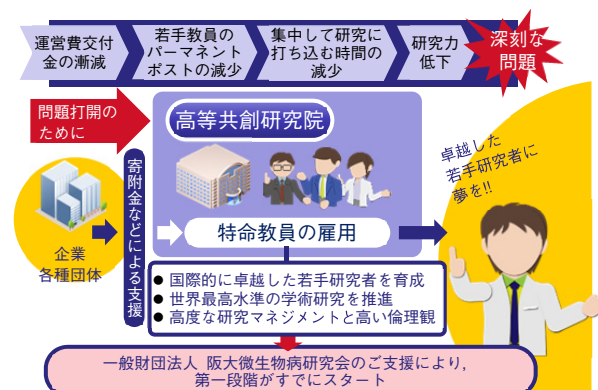 運営費交付
金の漸減
若手教員の
パーマネント
ポストの減少
集中して研究に
打ち込む時間の
減少
研究力
低下
深刻な
問題
問題打開の
ために
高等共創研究院
卓越した
若手研究者に
夢を!!
寄附金などによる支援
企業
各種団体
特命教員の雇用
● 国際的に卓越した若手研究者を育成
● 世界最高水準の学術研究を推進
● 高度な研究マネジメントと高い倫理観
一般財団法人 阪大微生物病研究会のご支援により,
第一段階がすでにスタート